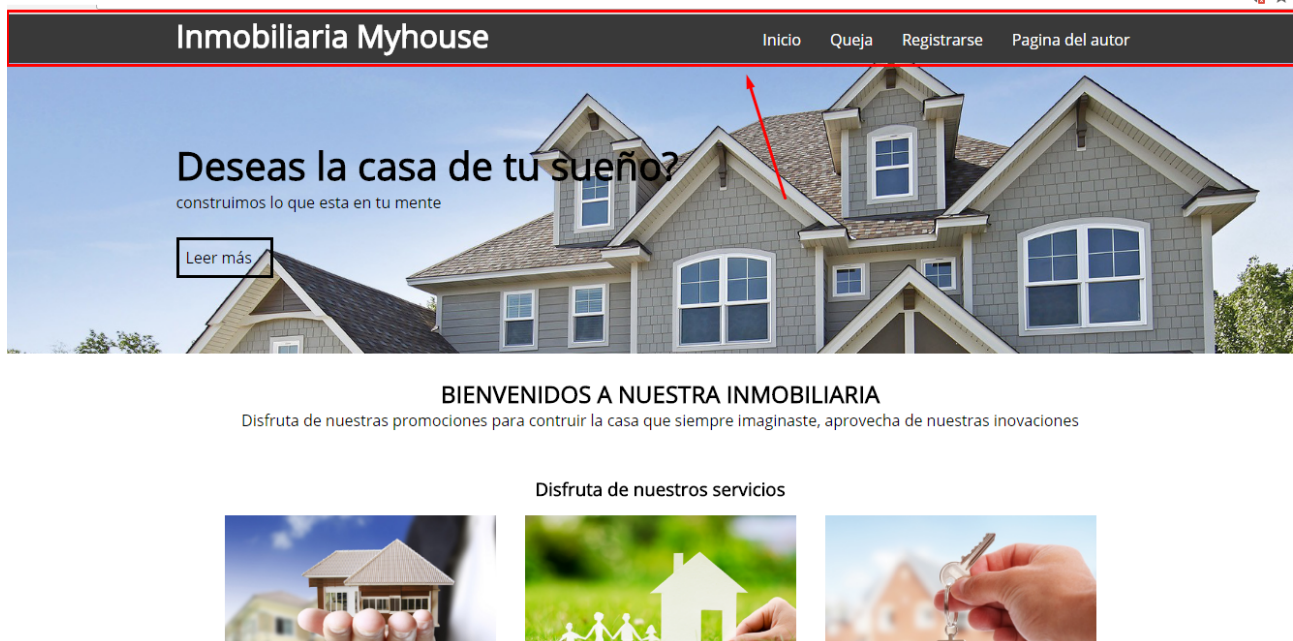 Inmobiliaria Myhouse
Inicio Queja Registrarse Pagina del autor
Deseas la casa de tu sueño?
construimos lo que esta en tu mente
Leer más
BIENVENIDOS A NUESTRA INMOBILIARIA
Disfruta de nuestras promociones para contruir la casa que siempre imaginaste, aprovecha de nuestras inovaciones
Disfruta de nuestros servicios